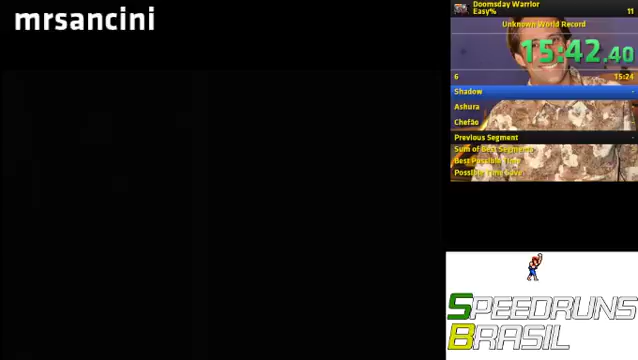 mrsancini
Doomsday Warrior
Easy% 11
Unknown World Record
15:42.40
6 15:24
Shadow -
Ashura
Chefão
Previous Segment -
Sum of Best Segments
Best Possible Time
Possible Time Save
SPEEDRUNS
BRASIL